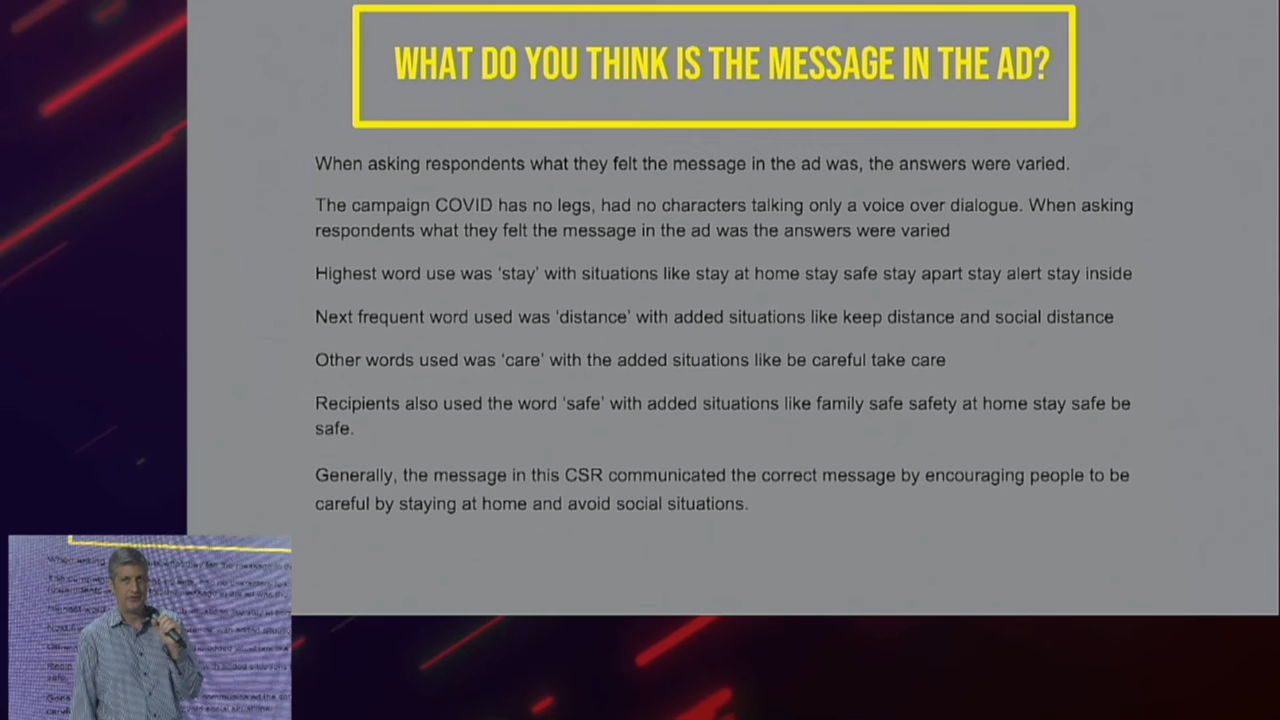 WHAT DO YOU THINK IS THE MESSAGE IN THE AD?
When asking respondents what they felt the message in the ad was, the answers were varied.
The campaign COVID has no legs, had no characters talking only a voice over dialogue. When asking
respondents what they felt the message in the ad was the answers were varied
Highest word use was ‘stay’ with situations like stay at home stay safe stay apart stay alert stay inside
Next frequent word used was ‘distance’ with added situations like keep distance and social distance
Other words used was ‘care’ with the added situations like be careful take care
Recipients also used the word ‘safe’ with added situations like family safe safety at home stay safe be
safe.
Generally, the message in this CSR communicated the correct message by encouraging people to be
careful by staying at home and avoid social situations.